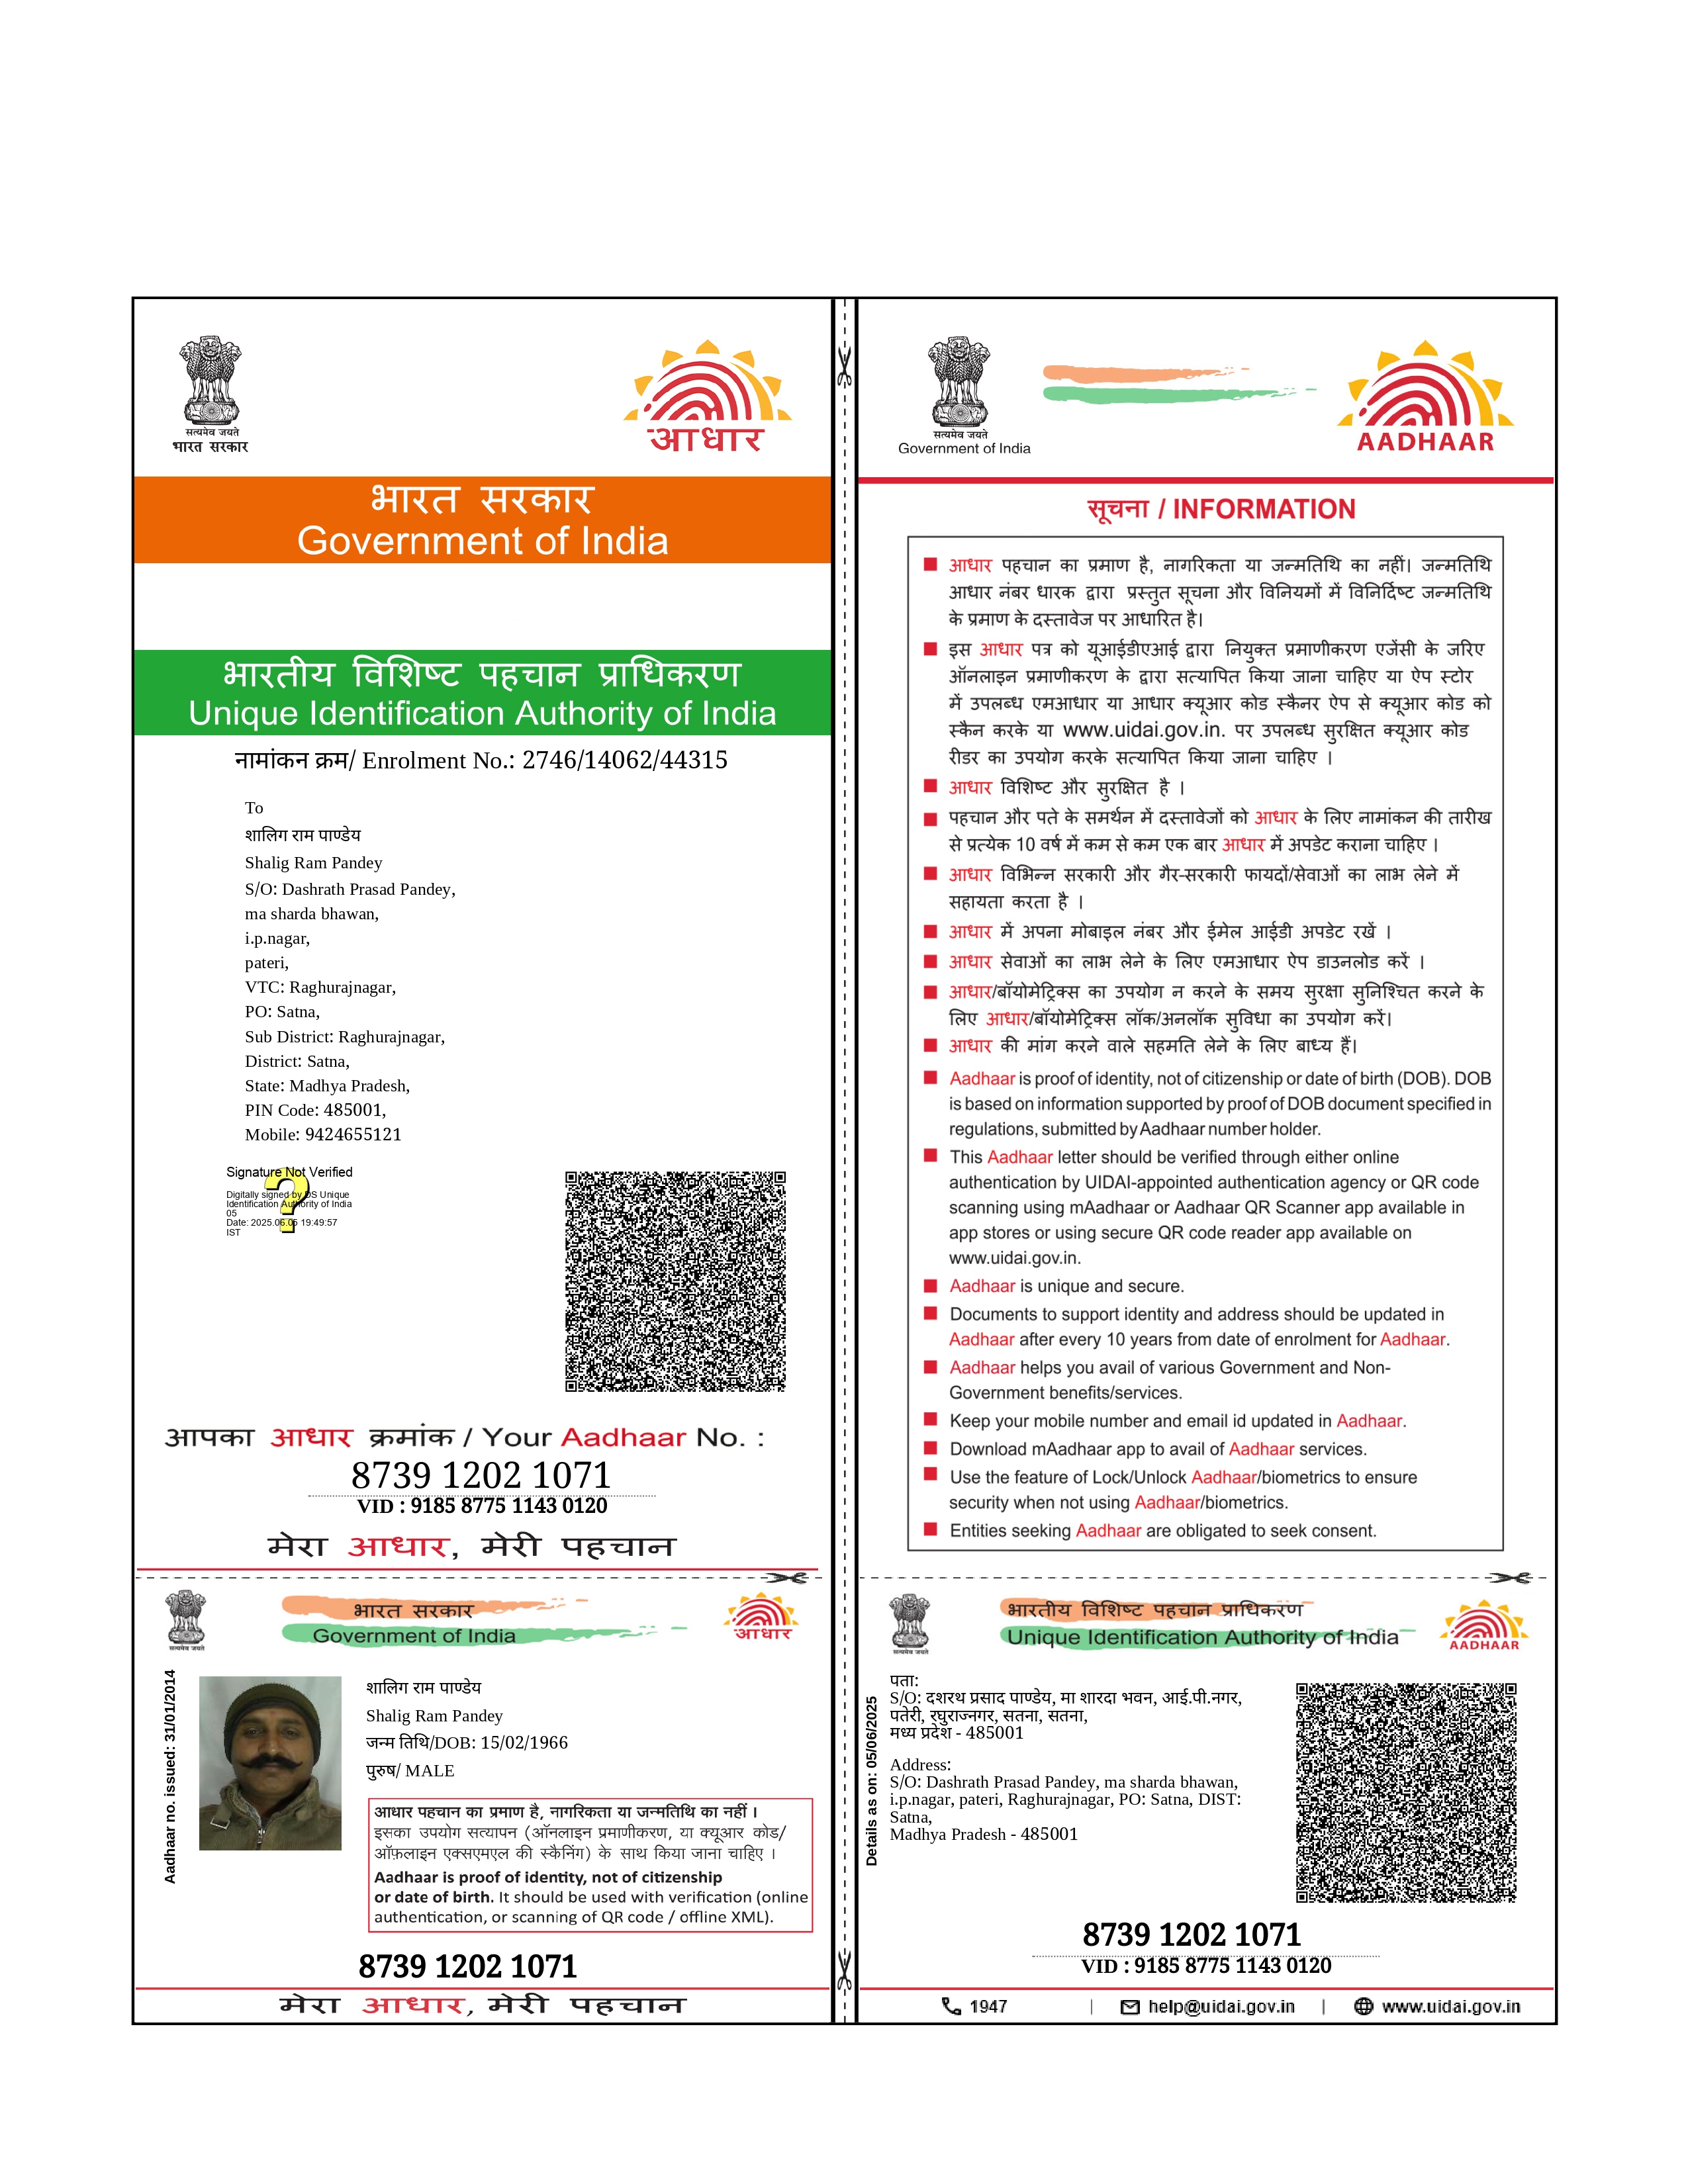 सत्यमेव जयते
भारत सरकार
आधार
भारत सरकार
Government of India
भारतीय विशिष्ट पहचान प्राधिकरण
Unique Identification Authority of India
नामांकन क्रम/ Enrolment No.: 2746/14062/44315
To
शालिग राम पाण्डेय
Shalig Ram Pandey
S/O: Dashrath Prasad Pandey,
ma sharda bhawan,
i.p.nagar,
pateri,
VTC: Raghurajnagar,
PO: Satna,
Sub District: Raghurajnagar,
District: Satna,
State: Madhya Pradesh,
PIN Code: 485001,
Mobile: 9424655121
Signature Not Verified
Digitally signed by DS Unique
Identification Authority of India
05
Date: 2025.06.05 19:49:57
IST
आपका आधार क्रमांक / Your Aadhaar No. :
8739 1202 1071
VID : 9185 8775 1143 0120
मेरा आधार, मेरी पहचान
सत्यमेव जयते
भारत सरकार
Government of India
आधार
Aadhaar no. issued: 31/01/2014
शालिग राम पाण्डेय
Shalig Ram Pandey
जन्म तिथि/DOB: 15/02/1966
पुरुष/ MALE
आधार पहचान का प्रमाण है, नागरिकता या जन्मतिथि का नहीं ।
इसका उपयोग सत्यापन (ऑनलाइन प्रमाणीकरण, या क्यूआर कोड/
ऑफ़लाइन एक्सएमएल की स्कैनिंग) के साथ किया जाना चाहिए ।
Aadhaar is proof of identity, not of citizenship
or date of birth. It should be used with verification (online
authentication, or scanning of QR code / offline XML).
8739 1202 1071
मेरा आधार, मेरी पहचान
सत्यमेव जयते
Government of India
AADHAAR
सूचना / INFORMATION
आधार पहचान का प्रमाण है, नागरिकता या जन्मतिथि का नहीं। जन्मतिथि
आधार नंबर धारक द्वारा प्रस्तुत सूचना और विनियमों में विनिर्दिष्ट जन्मतिथि
के प्रमाण के दस्तावेज पर आधारित है।
इस आधार पत्र को यूआईडीएआई द्वारा नियुक्त प्रमाणीकरण एजेंसी के जरिए
ऑनलाइन प्रमाणीकरण के द्वारा सत्यापित किया जाना चाहिए या ऐप स्टोर
में उपलब्ध एमआधार या आधार क्यूआर कोड स्कैनर ऐप से क्यूआर कोड को
स्कैन करके या www.uidai.gov.in. पर उपलब्ध सुरक्षित क्यूआर कोड
रीडर का उपयोग करके सत्यापित किया जाना चाहिए ।
आधार विशिष्ट और सुरक्षित है ।
पहचान और पते के समर्थन में दस्तावेजों को आधार के लिए नामांकन की तारीख
से प्रत्येक 10 वर्ष में कम से कम एक बार आधार में अपडेट कराना चाहिए ।
आधार विभिन्न सरकारी और गैर-सरकारी फायदों/सेवाओं का लाभ लेने में
सहायता करता है ।
आधार में अपना मोबाइल नंबर और ईमेल आईडी अपडेट रखें ।
आधार सेवाओं का लाभ लेने के लिए एमआधार ऐप डाउनलोड करें ।
आधार/बॉयोमेट्रिक्स का उपयोग न करने के समय सुरक्षा सुनिश्चित करने के
लिए आधार/बॉयोमेट्रिक्स लॉक/अनलॉक सुविधा का उपयोग करें।
आधार की मांग करने वाले सहमति लेने के लिए बाध्य हैं।
Aadhaar is proof of identity, not of citizenship or date of birth (DOB). DOB
is based on information supported by proof of DOB document specified in
regulations, submitted by Aadhaar number holder.
This Aadhaar letter should be verified through either online
authentication by UIDAI-appointed authentication agency or QR code
scanning using mAadhaar or Aadhaar QR Scanner app available in
app stores or using secure QR code reader app available on
www.uidai.gov.in.
Aadhaar is unique and secure.
Documents to support identity and address should be updated in
Aadhaar after every 10 years from date of enrolment for Aadhaar.
Aadhaar helps you avail of various Government and Non-
Government benefits/services.
Keep your mobile number and email id updated in Aadhaar.
Download mAadhaar app to avail of Aadhaar services.
Use the feature of Lock/Unlock Aadhaar/biometrics to ensure
security when not using Aadhaar/biometrics.
Entities seeking Aadhaar are obligated to seek consent.
सत्यमेव जयते
भारतीय विशिष्ट पहचान प्राधिकरण
Unique Identification Authority of India
AADHAAR
Details as on: 05/06/2025
पता:
S/O: दशरथ प्रसाद पाण्डेय, मा शारदा भवन, आई.पी.नगर,
पतेरी, रघुराज्नगर, सतना, सतना,
मध्य प्रदेश - 485001
Address:
S/O: Dashrath Prasad Pandey, ma sharda bhawan,
i.p.nagar, pateri, Raghurajnagar, PO: Satna, DIST:
Satna,
Madhya Pradesh - 485001
8739 1202 1071
VID : 9185 8775 1143 0120
1947 | help@uidai.gov.in | www.uidai.gov.in